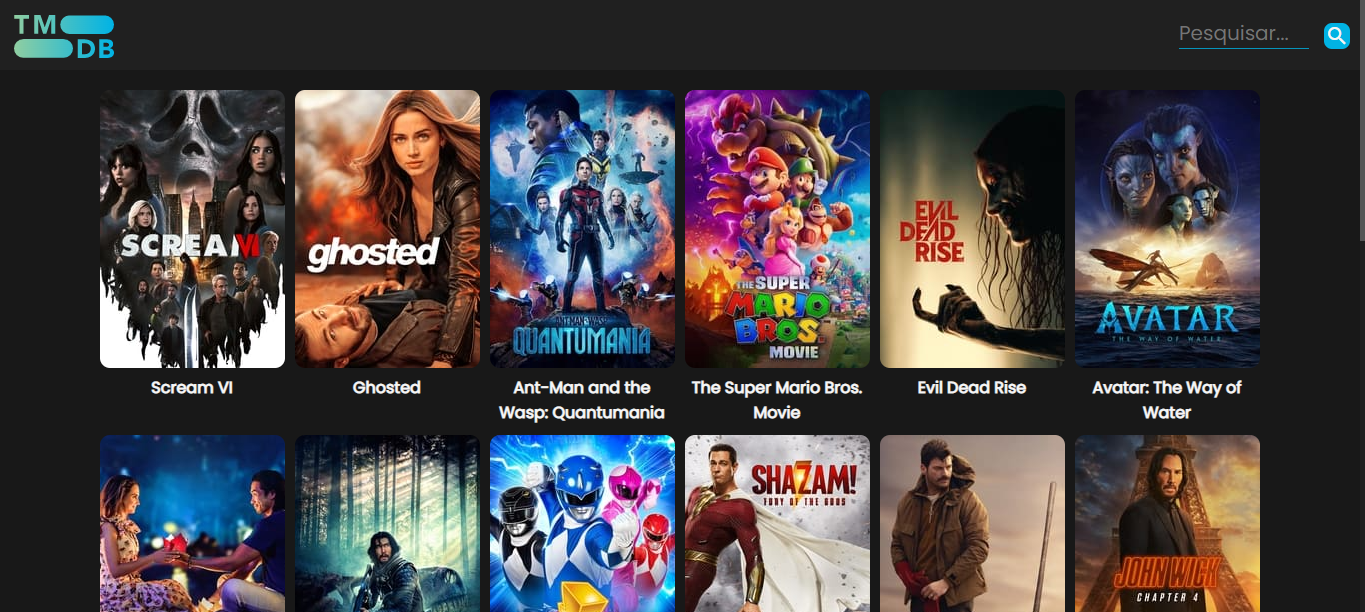 TM
DB
Pesquisar...
SCREAM VI
ghosted
ANT-MAN AND THE WASP
QUANTUMANIA
THE SUPER
MARIO
BROS.
MOVIE
EVIL
DEAD
RISE
AVATAR
THE WAY OF WATER
Scream VI
Ghosted
Ant-Man and the
Wasp: Quantumania
The Super Mario Bros.
Movie
Evil Dead Rise
Avatar: The Way of
Water
SHAZAM!
FURY OF THE GODS
JOHN WICK
CHAPTER 4